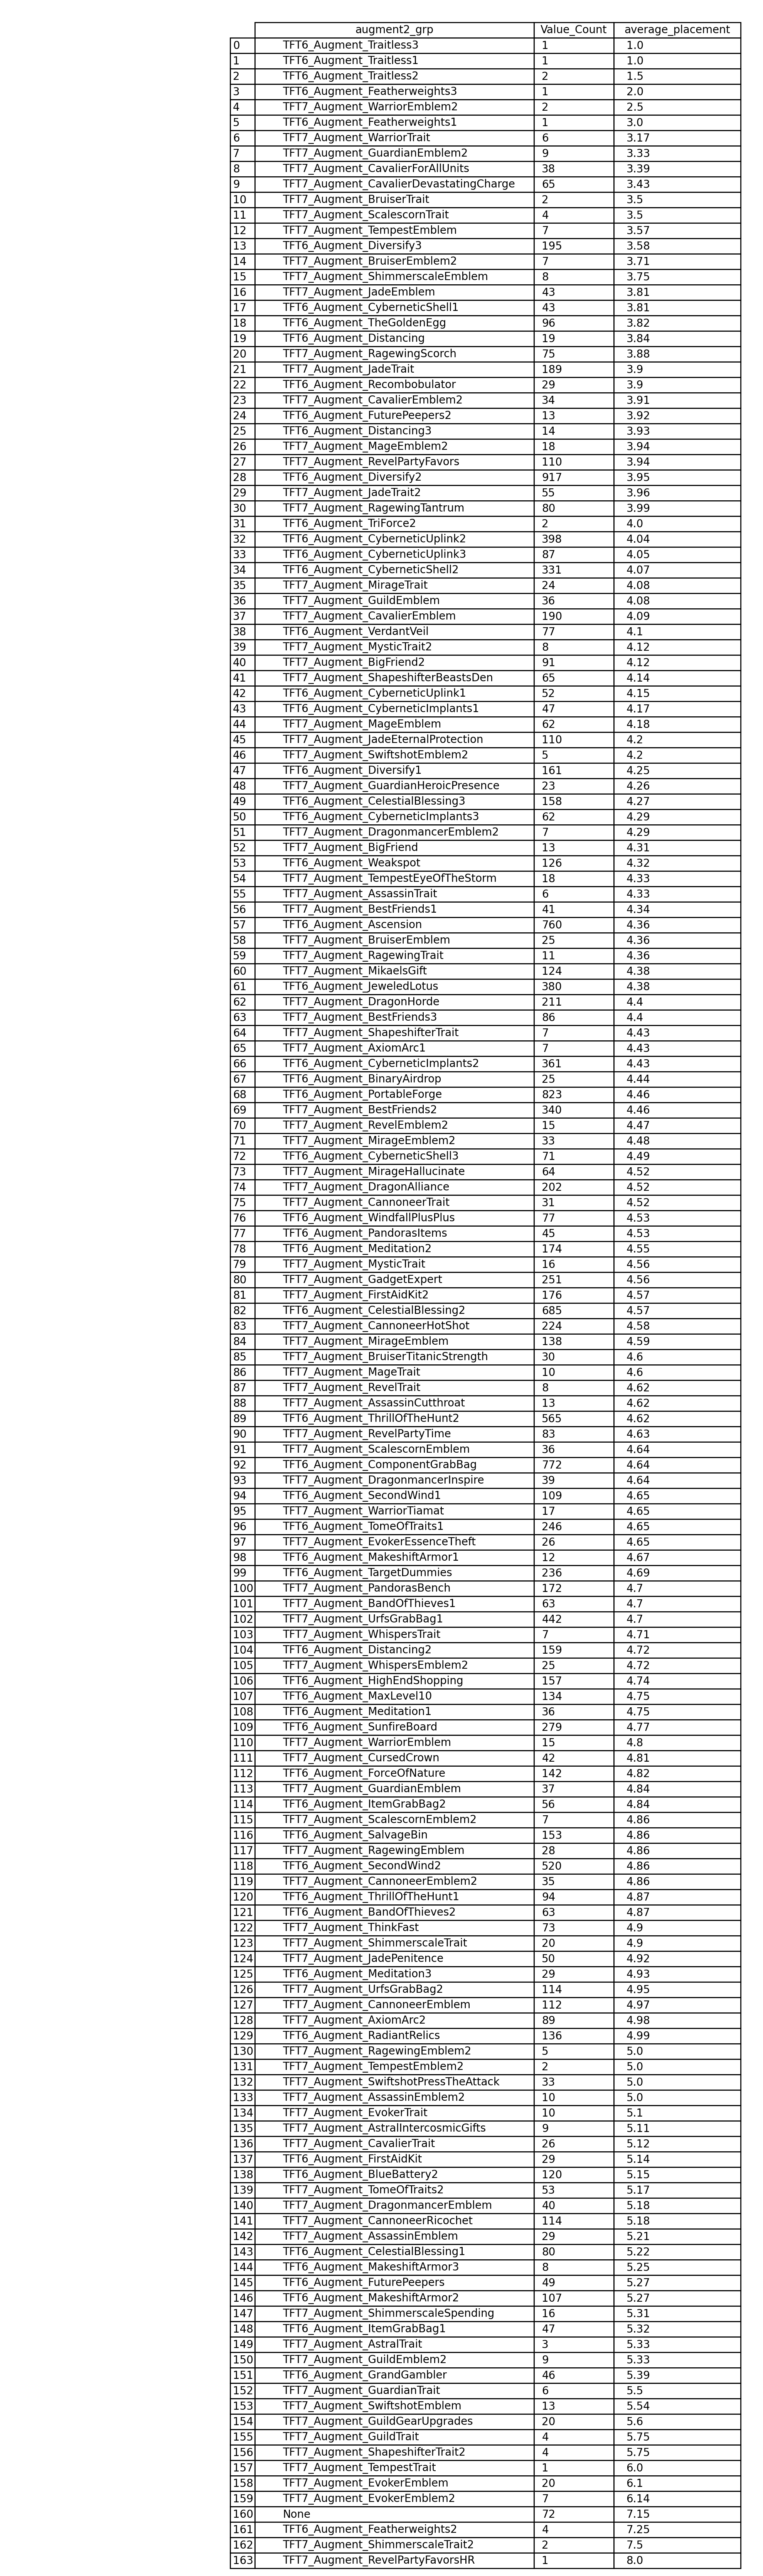 augment2_grp Value_Count average_placement
0 TFT6_Augment_Traitless3 1 1.0
1 TFT6_Augment_Traitless1 1 1.0
2 TFT6_Augment_Traitless2 2 1.5
3 TFT6_Augment_Featherweights3 1 2.0
4 TFT7_Augment_WarriorEmblem2 2 2.5
5 TFT6_Augment_Featherweights1 1 3.0
6 TFT7_Augment_WarriorTrait 6 3.17
7 TFT7_Augment_GuardianEmblem2 9 3.33
8 TFT7_Augment_CavalierForAllUnits 38 3.39
9 TFT7_Augment_CavalierDevastatingCharge 65 3.43
10 TFT7_Augment_BruiserTrait 2 3.5
11 TFT7_Augment_ScalescornTrait 4 3.5
12 TFT7_Augment_TempestEmblem 7 3.57
13 TFT6_Augment_Diversify3 195 3.58
14 TFT7_Augment_BruiserEmblem2 7 3.71
15 TFT7_Augment_ShimmerscaleEmblem 8 3.75
16 TFT7_Augment_JadeEmblem 43 3.81
17 TFT6_Augment_CyberneticShell1 43 3.81
18 TFT6_Augment_TheGoldenEgg 96 3.82
19 TFT6_Augment_Distancing 19 3.84
20 TFT7_Augment_RagewingScorch 75 3.88
21 TFT7_Augment_JadeTrait 189 3.9
22 TFT6_Augment_Recombobulator 29 3.9
23 TFT7_Augment_CavalierEmblem2 34 3.91
24 TFT6_Augment_FuturePeepers2 13 3.92
25 TFT6_Augment_Distancing3 14 3.93
26 TFT7_Augment_MageEmblem2 18 3.94
27 TFT7_Augment_RevelPartyFavors 110 3.94
28 TFT6_Augment_Diversify2 917 3.95
29 TFT7_Augment_JadeTrait2 55 3.96
30 TFT7_Augment_RagewingTantrum 80 3.99
31 TFT6_Augment_TriForce2 2 4.0
32 TFT6_Augment_CyberneticUplink2 398 4.04
33 TFT6_Augment_CyberneticUplink3 87 4.05
34 TFT6_Augment_CyberneticShell2 331 4.07
35 TFT7_Augment_MirageTrait 24 4.08
36 TFT7_Augment_GuildEmblem 36 4.08
37 TFT7_Augment_CavalierEmblem 190 4.09
38 TFT6_Augment_VerdantVeil 77 4.1
39 TFT7_Augment_MysticTrait2 8 4.12
40 TFT7_Augment_BigFriend2 91 4.12
41 TFT7_Augment_ShapeshifterBeastsDen 65 4.14
42 TFT6_Augment_CyberneticUplink1 52 4.15
43 TFT6_Augment_CyberneticImplants1 47 4.17
44 TFT7_Augment_MageEmblem 62 4.18
45 TFT7_Augment_JadeEternalProtection 110 4.2
46 TFT7_Augment_SwiftshotEmblem2 5 4.2
47 TFT6_Augment_Diversify1 161 4.25
48 TFT7_Augment_GuardianHeroicPresence 23 4.26
49 TFT6_Augment_CelestialBlessing3 158 4.27
50 TFT6_Augment_CyberneticImplants3 62 4.29
51 TFT7_Augment_DragonmancerEmblem2 7 4.29
52 TFT7_Augment_BigFriend 13 4.31
53 TFT6_Augment_Weakspot 126 4.32
54 TFT7_Augment_TempestEyeOfTheStorm 18 4.33
55 TFT7_Augment_AssassinTrait 6 4.33
56 TFT7_Augment_BestFriends1 41 4.34
57 TFT6_Augment_Ascension 760 4.36
58 TFT7_Augment_BruiserEmblem 25 4.36
59 TFT7_Augment_RagewingTrait 11 4.36
60 TFT7_Augment_MikaelsGift 124 4.38
61 TFT6_Augment_JeweledLotus 380 4.38
62 TFT7_Augment_DragonHorde 211 4.4
63 TFT7_Augment_BestFriends3 86 4.4
64 TFT7_Augment_ShapeshifterTrait 7 4.43
65 TFT7_Augment_AxiomArc1 7 4.43
66 TFT6_Augment_CyberneticImplants2 361 4.43
67 TFT6_Augment_BinaryAirdrop 25 4.44
68 TFT6_Augment_PortableForge 823 4.46
69 TFT7_Augment_BestFriends2 340 4.46
70 TFT7_Augment_RevelEmblem2 15 4.47
71 TFT7_Augment_MirageEmblem2 33 4.48
72 TFT6_Augment_CyberneticShell3 71 4.49
73 TFT7_Augment_MirageHallucinate 64 4.52
74 TFT7_Augment_DragonAlliance 202 4.52
75 TFT7_Augment_CannoneerTrait 31 4.52
76 TFT6_Augment_WindfallPlusPlus 77 4.53
77 TFT6_Augment_PandorasItems 45 4.53
78 TFT6_Augment_Meditation2 174 4.55
79 TFT7_Augment_MysticTrait 16 4.56
80 TFT7_Augment_GadgetExpert 251 4.56
81 TFT7_Augment_FirstAidKit2 176 4.57
82 TFT6_Augment_CelestialBlessing2 685 4.57
83 TFT7_Augment_CannoneerHotShot 224 4.58
84 TFT7_Augment_MirageEmblem 138 4.59
85 TFT7_Augment_BruiserTitanicStrength 30 4.6
86 TFT7_Augment_MageTrait 10 4.6
87 TFT7_Augment_RevelTrait 8 4.62
88 TFT7_Augment_AssassinCutthroat 13 4.62
89 TFT6_Augment_ThrillOfTheHunt2 565 4.62
90 TFT7_Augment_RevelPartyTime 83 4.63
91 TFT7_Augment_ScalescornEmblem 36 4.64
92 TFT6_Augment_ComponentGrabBag 772 4.64
93 TFT7_Augment_DragonmancerInspire 39 4.64
94 TFT6_Augment_SecondWind1 109 4.65
95 TFT7_Augment_WarriorTiamat 17 4.65
96 TFT6_Augment_TomeOfTraits1 246 4.65
97 TFT7_Augment_EvokerEssenceTheft 26 4.65
98 TFT6_Augment_MakeshiftArmor1 12 4.67
99 TFT6_Augment_TargetDummies 236 4.69
100 TFT7_Augment_PandorasBench 172 4.7
101 TFT7_Augment_BandOfThieves1 63 4.7
102 TFT7_Augment_UrfsGrabBag1 442 4.7
103 TFT7_Augment_WhispersTrait 7 4.71
104 TFT6_Augment_Distancing2 159 4.72
105 TFT7_Augment_WhispersEmblem2 25 4.72
106 TFT6_Augment_HighEndShopping 157 4.74
107 TFT6_Augment_MaxLevel10 134 4.75
108 TFT6_Augment_Meditation1 36 4.75
109 TFT6_Augment_SunfireBoard 279 4.77
110 TFT7_Augment_WarriorEmblem 15 4.8
111 TFT7_Augment_CursedCrown 42 4.81
112 TFT6_Augment_ForceOfNature 142 4.82
113 TFT7_Augment_GuardianEmblem 37 4.84
114 TFT6_Augment_ItemGrabBag2 56 4.84
115 TFT7_Augment_ScalescornEmblem2 7 4.86
116 TFT6_Augment_SalvageBin 153 4.86
117 TFT7_Augment_RagewingEmblem 28 4.86
118 TFT6_Augment_SecondWind2 520 4.86
119 TFT7_Augment_CannoneerEmblem2 35 4.86
120 TFT6_Augment_ThrillOfTheHunt1 94 4.87
121 TFT6_Augment_BandOfThieves2 63 4.87
122 TFT7_Augment_ThinkFast 73 4.9
123 TFT7_Augment_ShimmerscaleTrait 20 4.9
124 TFT7_Augment_JadePenitence 50 4.92
125 TFT6_Augment_Meditation3 29 4.93
126 TFT7_Augment_UrfsGrabBag2 114 4.95
127 TFT7_Augment_CannoneerEmblem 112 4.97
128 TFT7_Augment_AxiomArc2 89 4.98
129 TFT6_Augment_RadiantRelics 136 4.99
130 TFT7_Augment_RagewingEmblem2 5 5.0
131 TFT7_Augment_TempestEmblem2 2 5.0
132 TFT7_Augment_SwiftshotPressTheAttack 33 5.0
133 TFT7_Augment_AssassinEmblem2 10 5.0
134 TFT7_Augment_EvokerTrait 10 5.1
135 TFT7_Augment_AstralIntercosmicGifts 9 5.11
136 TFT7_Augment_CavalierTrait 26 5.12
137 TFT6_Augment_FirstAidKit 29 5.14
138 TFT6_Augment_BlueBattery2 120 5.15
139 TFT7_Augment_TomeOfTraits2 53 5.17
140 TFT7_Augment_DragonmancerEmblem 40 5.18
141 TFT7_Augment_CannoneerRicochet 114 5.18
142 TFT7_Augment_AssassinEmblem 29 5.21
143 TFT6_Augment_CelestialBlessing1 80 5.22
144 TFT6_Augment_MakeshiftArmor3 8 5.25
145 TFT6_Augment_FuturePeepers 49 5.27
146 TFT6_Augment_MakeshiftArmor2 107 5.27
147 TFT7_Augment_ShimmerscaleSpending 16 5.31
148 TFT6_Augment_ItemGrabBag1 47 5.32
149 TFT7_Augment_AstralTrait 3 5.33
150 TFT7_Augment_GuildEmblem2 9 5.33
151 TFT6_Augment_GrandGambler 46 5.39
152 TFT7_Augment_GuardianTrait 6 5.5
153 TFT7_Augment_SwiftshotEmblem 13 5.54
154 TFT7_Augment_GuildGearUpgrades 20 5.6
155 TFT7_Augment_GuildTrait 4 5.75
156 TFT7_Augment_ShapeshifterTrait2 4 5.75
157 TFT7_Augment_TempestTrait 1 6.0
158 TFT7_Augment_EvokerEmblem 20 6.1
159 TFT7_Augment_EvokerEmblem2 7 6.14
160 None 72 7.15
161 TFT6_Augment_Featherweights2 4 7.25
162 TFT7_Augment_ShimmerscaleTrait2 2 7.5
163 TFT7_Augment_RevelPartyFavorsHR 1 8.0